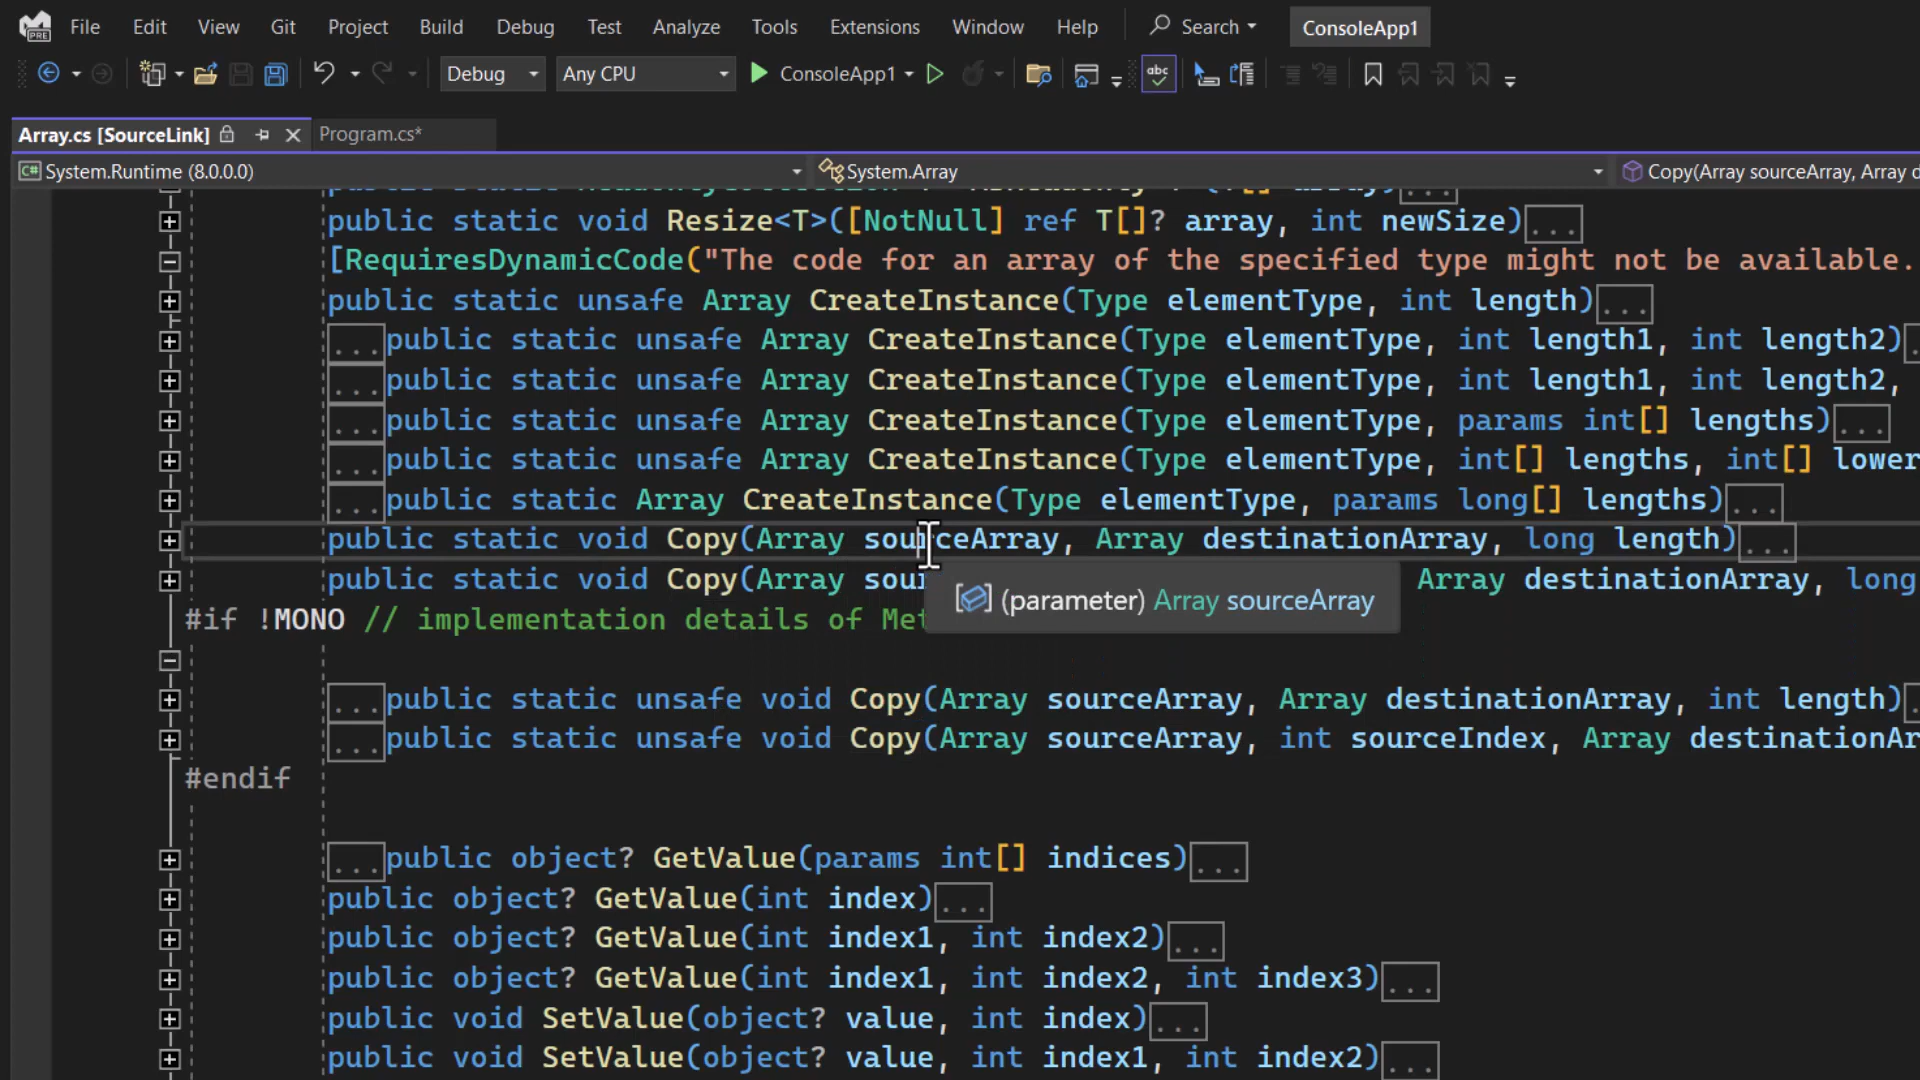 File Edit View Git Project Build Debug Test Analyze Tools Extensions Window Help Search ConsoleApp1
PRE
Debug Any CPU ConsoleApp1 abc
Array.cs [SourceLink] Program.cs*
C# System.Runtime (8.0.0.0) System.Array Copy(Array sourceArray, Array d
public static void Resize<T>([NotNull] ref T[]? array, int newSize)...
[RequiresDynamicCode("The code for an array of the specified type might not be available.
public static unsafe Array CreateInstance(Type elementType, int length)...
...public static unsafe Array CreateInstance(Type elementType, int length1, int length2)
...public static unsafe Array CreateInstance(Type elementType, int length1, int length2,
...public static unsafe Array CreateInstance(Type elementType, params int[] lengths)...
...public static unsafe Array CreateInstance(Type elementType, int[] lengths, int[] lower
...public static Array CreateInstance(Type elementType, params long[] lengths)...
public static void Copy(Array sourceArray, Array destinationArray, long length)...
public static void Copy(Array sour Array destinationArray, long
(parameter) Array sourceArray
#if !MONO // implementation details of Met
...public static unsafe void Copy(Array sourceArray, Array destinationArray, int length)
...public static unsafe void Copy(Array sourceArray, int sourceIndex, Array destinationAr
#endif
...public object? GetValue(params int[] indices)...
public object? GetValue(int index)...
public object? GetValue(int index1, int index2)...
public object? GetValue(int index1, int index2, int index3)...
public void SetValue(object? value, int index)...
public void SetValue(object? value, int index1, int index2)...